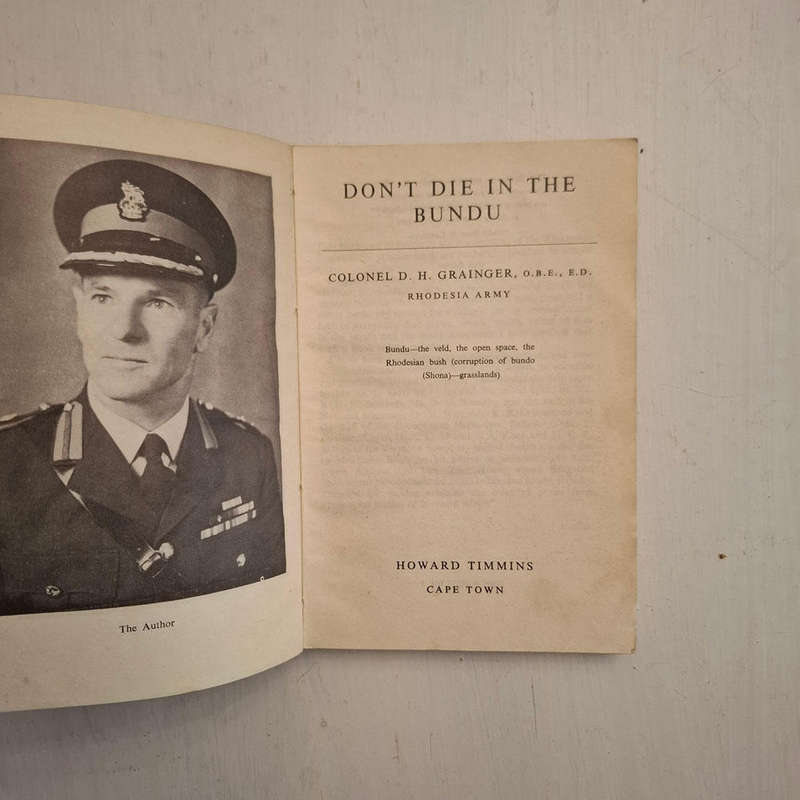 The Author
DON'T DIE IN THE
BUNDU
COLONEL D. H. GRAINGER, O.B.E., E.D.
RHODESIA ARMY
Bundu—the veld, the open space, the
Rhodesian bush (corruption of bundo
(Shona)—grasslands)
HOWARD TIMMINS
CAPE TOWN